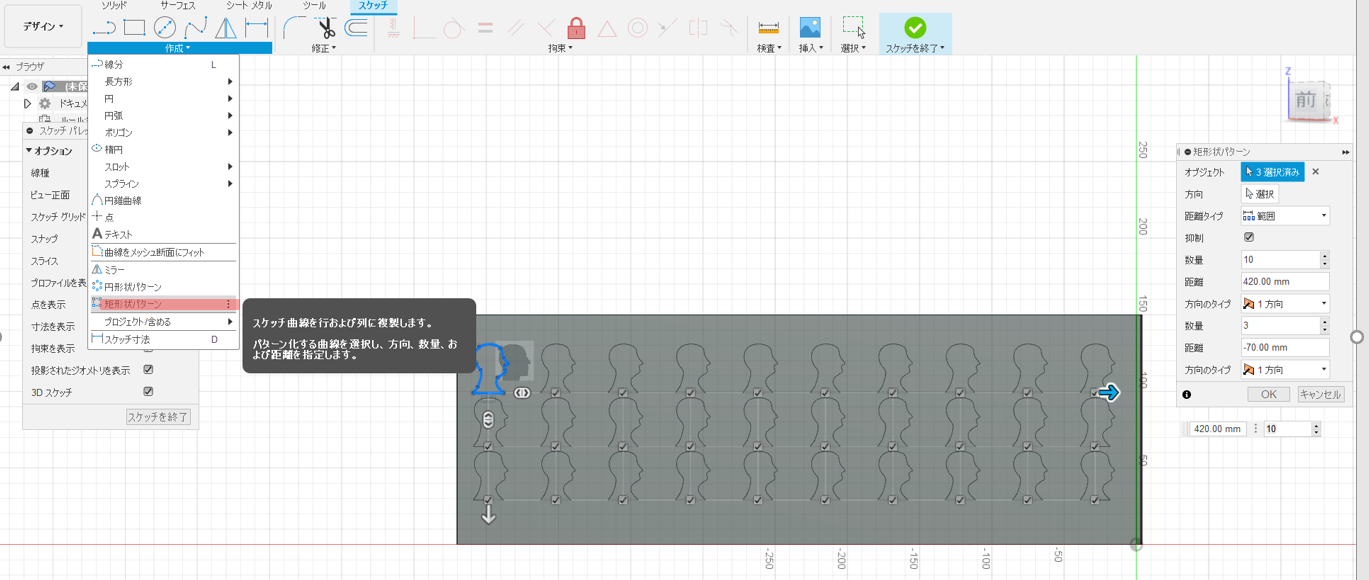 ソリッド サーフェス シート メタル ツール スケッチ
デザイン
作成 修正 拘束 検査 挿入 選択 スケッチを終了
ブラウザ
(未保
ドキュメ
スケッチ パレ
オプション
線種
ビュー正面
スケッチ グリッド
スナップ
スライス
プロファイルを表
点を表示
寸法を表示
拘束を表示
投影されたジオメトリを表示
3D スケッチ
スケッチを終了
線分 L
長方形
円
円弧
ポリゴン
楕円
スロット
スプライン
円錐曲線
点
テキスト
曲線をメッシュ断面にフィット
ミラー
円形状パターン
矩形状パターン
プロジェクト/含める
スケッチ寸法 D
スケッチ曲線を行および列に複製します。
パターン化する曲線を選択し、方向、数量、お
よび距離を指定します。
250
200
150
100
50
-250
-200
-150
-100
-50
Z
前
X
矩形状パターン
オブジェクト 3 選択済み
方向 選択
距離タイプ 範囲
抑制
数量 10
距離 420.00 mm
方向のタイプ 1 方向
数量 3
距離 -70.00 mm
方向のタイプ 1 方向
OK キャンセル
420.00 mm 10